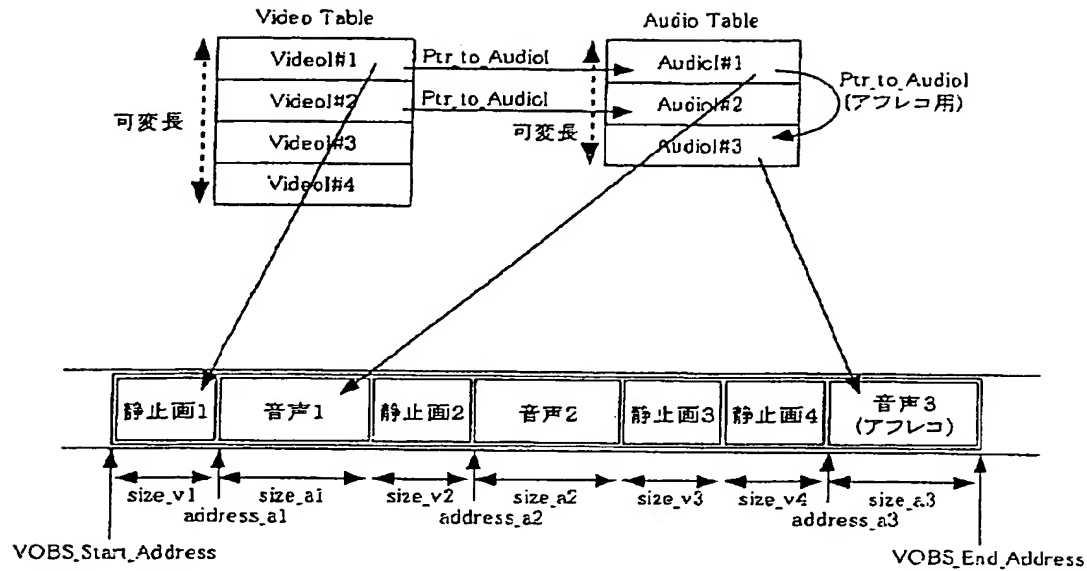 Video Table
Audio Table
VideoI#1
VideoI#2
VideoI#3
VideoI#4
可変長
Ptr_to_AudioI
Ptr_to_AudioI
AudioI#1
AudioI#2
AudioI#3
可変長
Ptr_to_AudioI
(アフレコ用)
静止画1
音声1
静止画2
音声2
静止画3
静止画4
音声3
(アフレコ)
size_v1
size_a1
size_v2
size_a2
size_v3
size_v4
size_a3
address_a1
address_a2
address_a3
VOBS_Start_Address
VOBS_End_Address